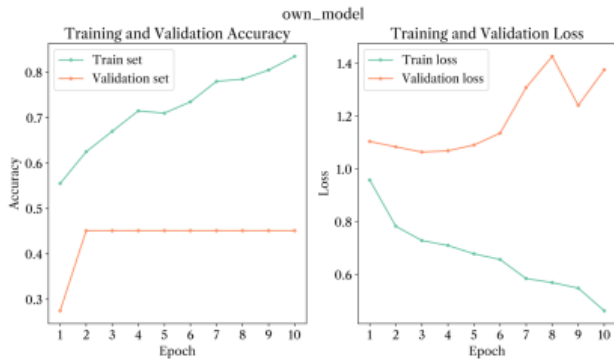 own_model
Training and Validation Accuracy
Train set
Validation set
0.8
0.7
0.6
0.5
0.4
0.3
Accuracy
1 2 3 4 5 6 7 8 9 10
Epoch
Training and Validation Loss
Train loss
Validation loss
1.4
1.2
1.0
0.8
0.6
Loss
1 2 3 4 5 6 7 8 9 10
Epoch